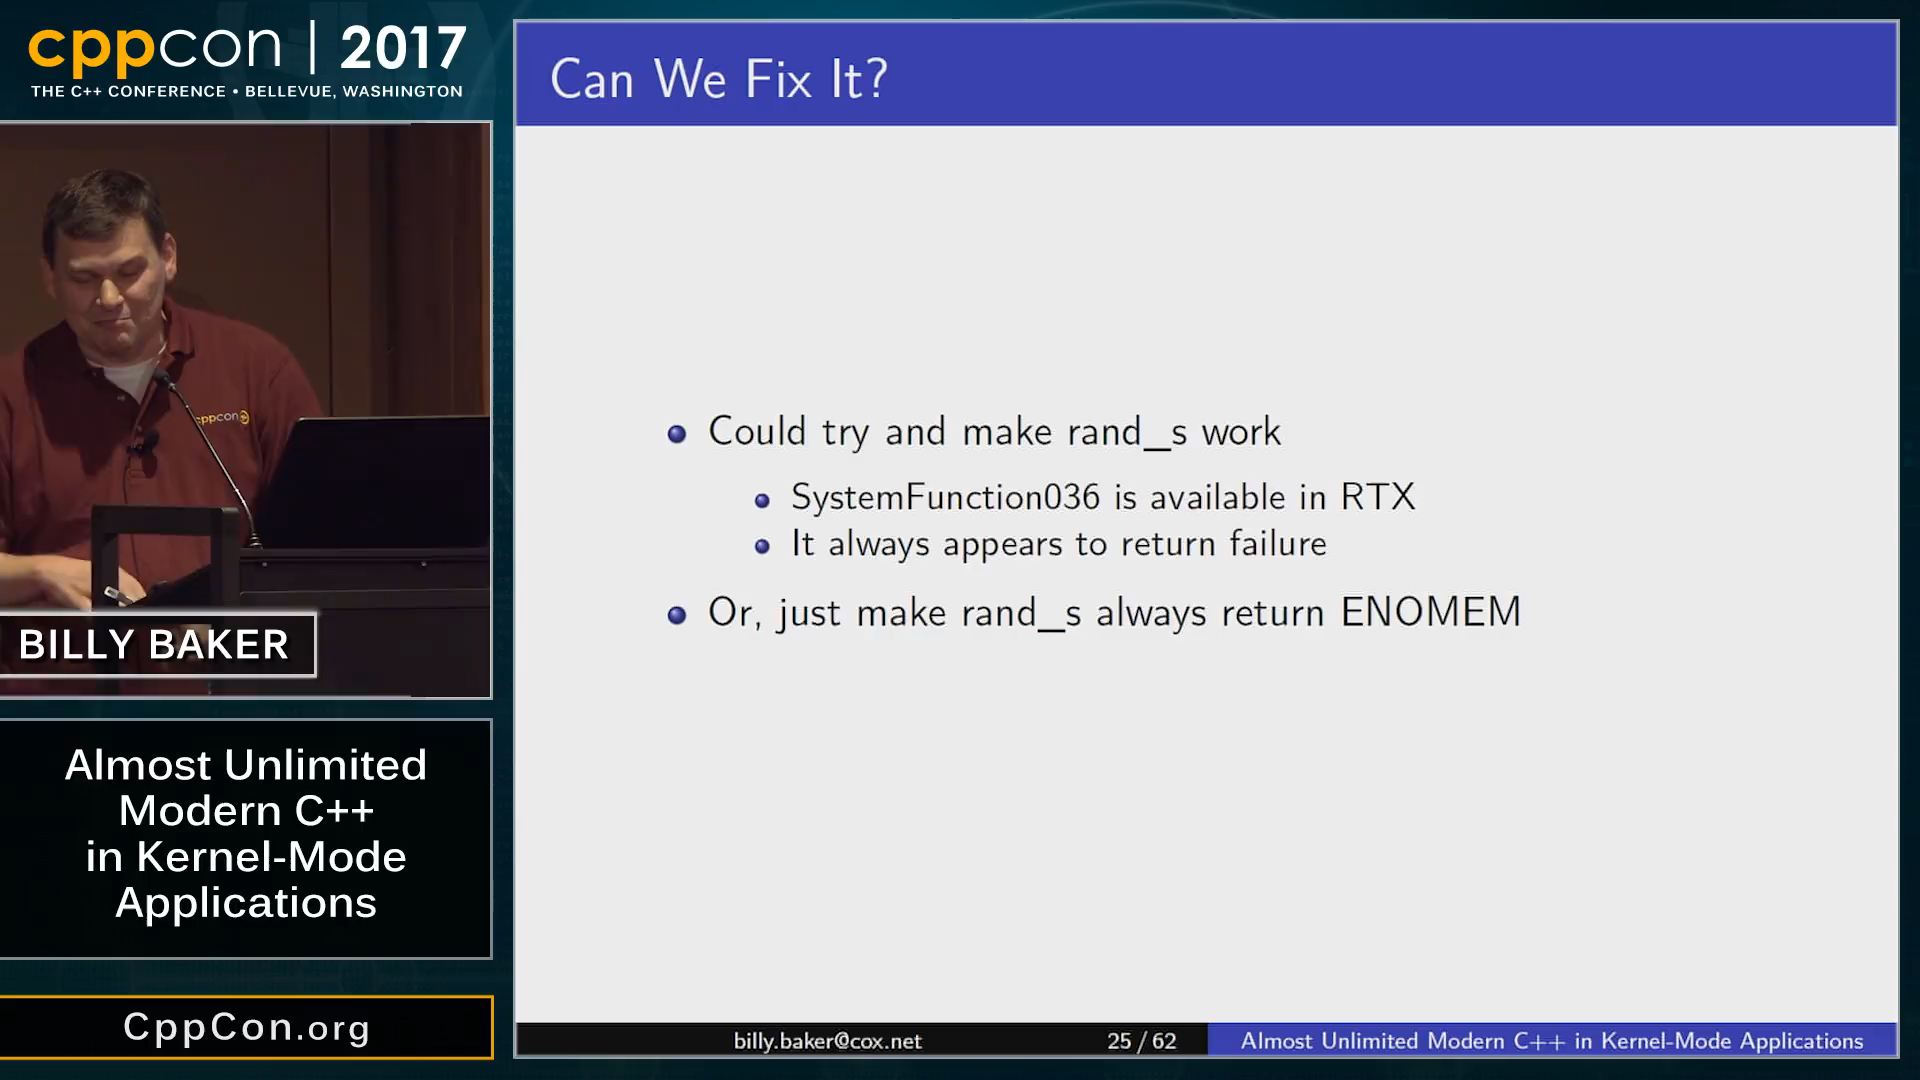 cppcon | 2017
THE C++ CONFERENCE • BELLEVUE, WASHINGTON
cppcon
BILLY BAKER
Almost Unlimited
Modern C++
in Kernel-Mode
Applications
CppCon.org
Can We Fix It?
Could try and make rand_s work
SystemFunction036 is available in RTX
It always appears to return failure
Or, just make rand_s always return ENOMEM
billy.baker@cox.net 25 / 62 Almost Unlimited Modern C++ in Kernel-Mode Applications